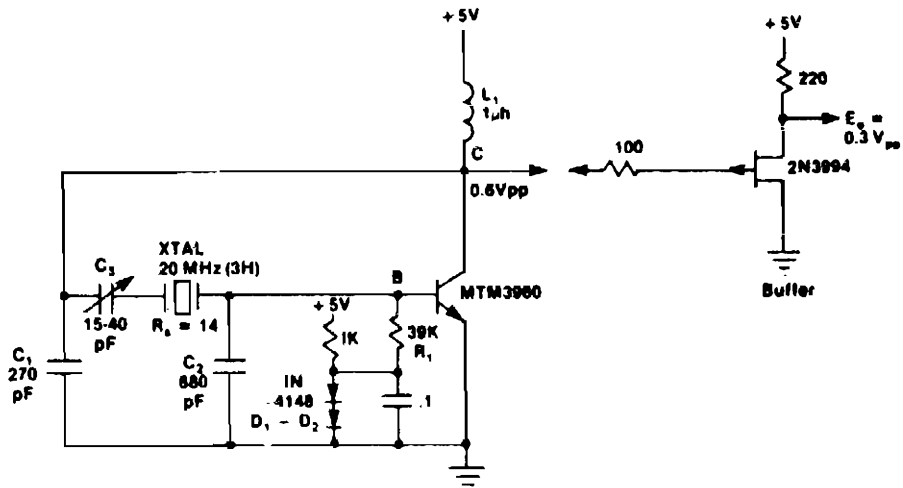 + 5V
+ 5V
L₁
1μh
220
E₀ =
0.3 Vpp
C
100
0.6Vpp
2N3994
XTAL
20 MHz (3H)
C₃
B
MTM3960
Buffer
+ 5V
15-40
pF
Rₛ = 14
1K
39K
R₁
C₁
270
pF
C₂
680
pF
IN
4148
D₁ - D₂
.1